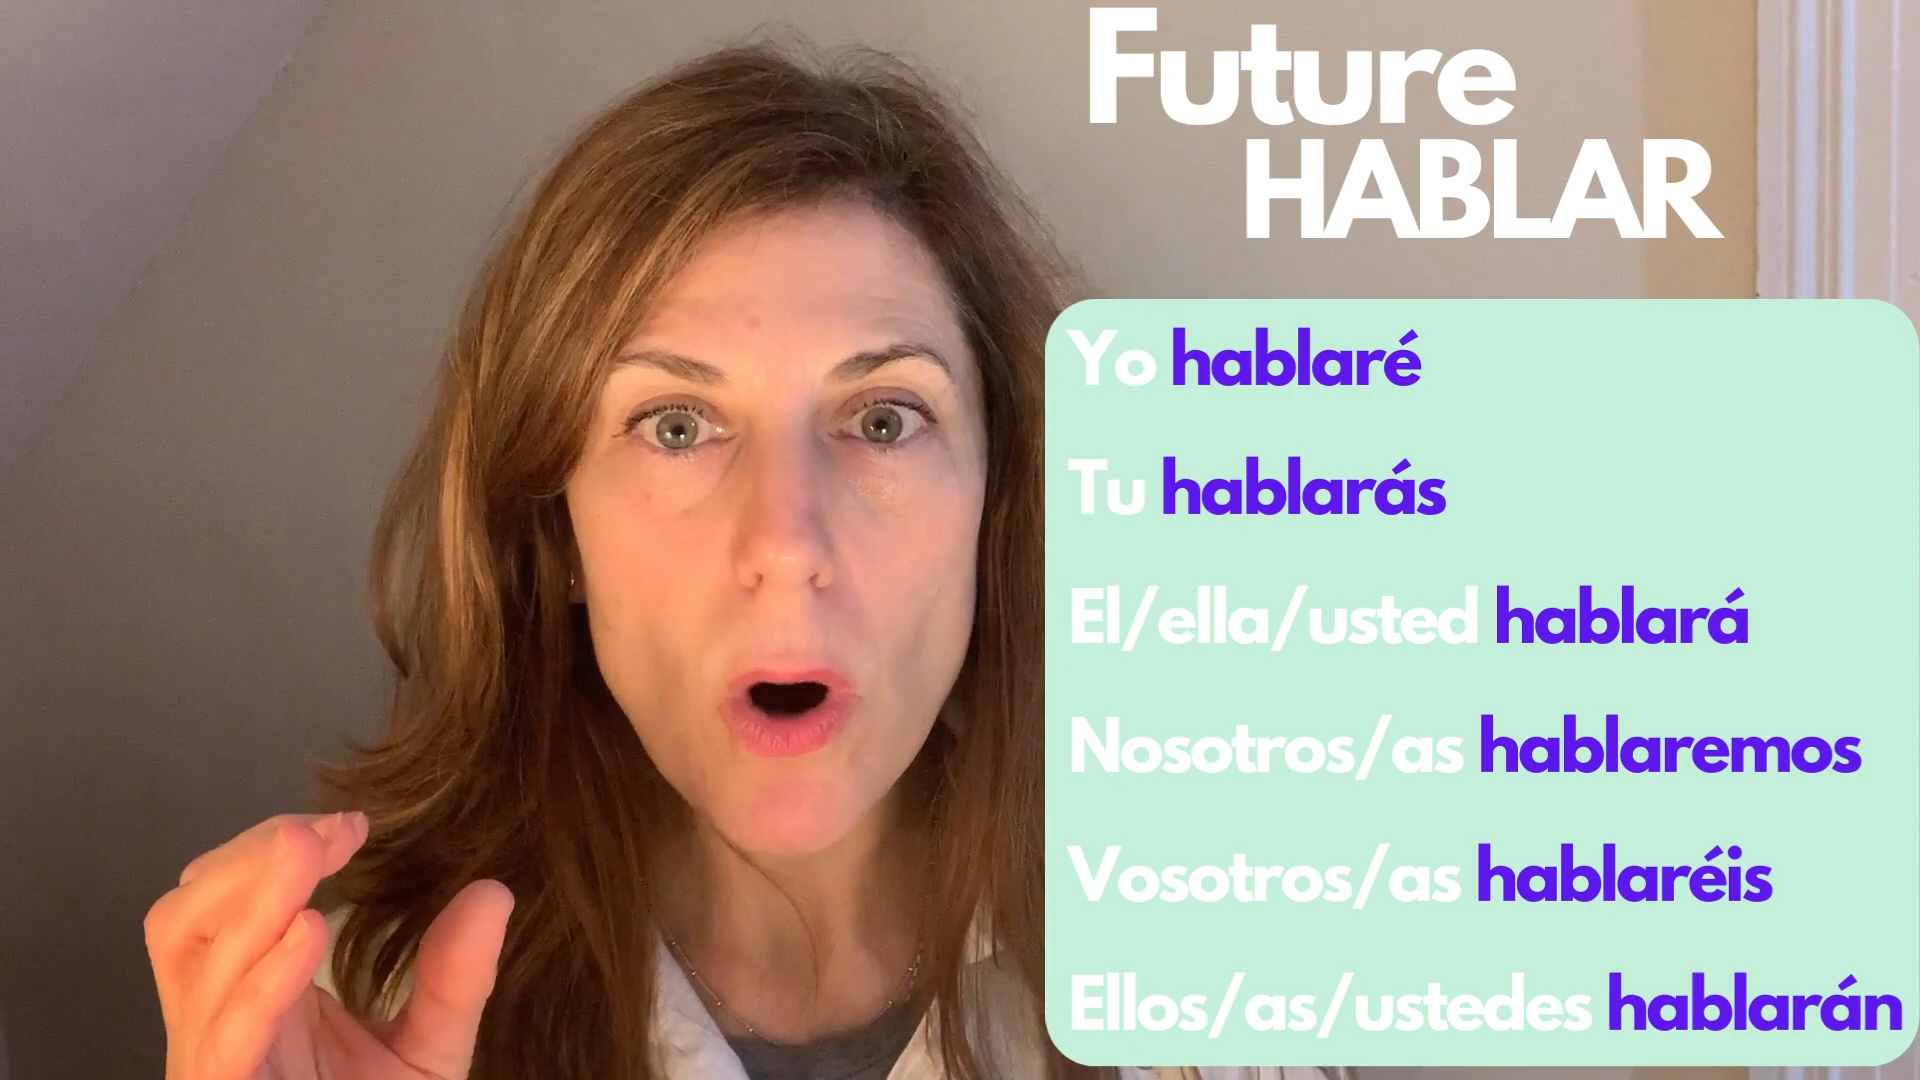 Future
HABLAR
Yo hablaré
Tu hablarás
El/ella/usted hablará
Nosotros/as hablaremos
Vosotros/as hablaréis
Ellos/as/ustedes hablarán